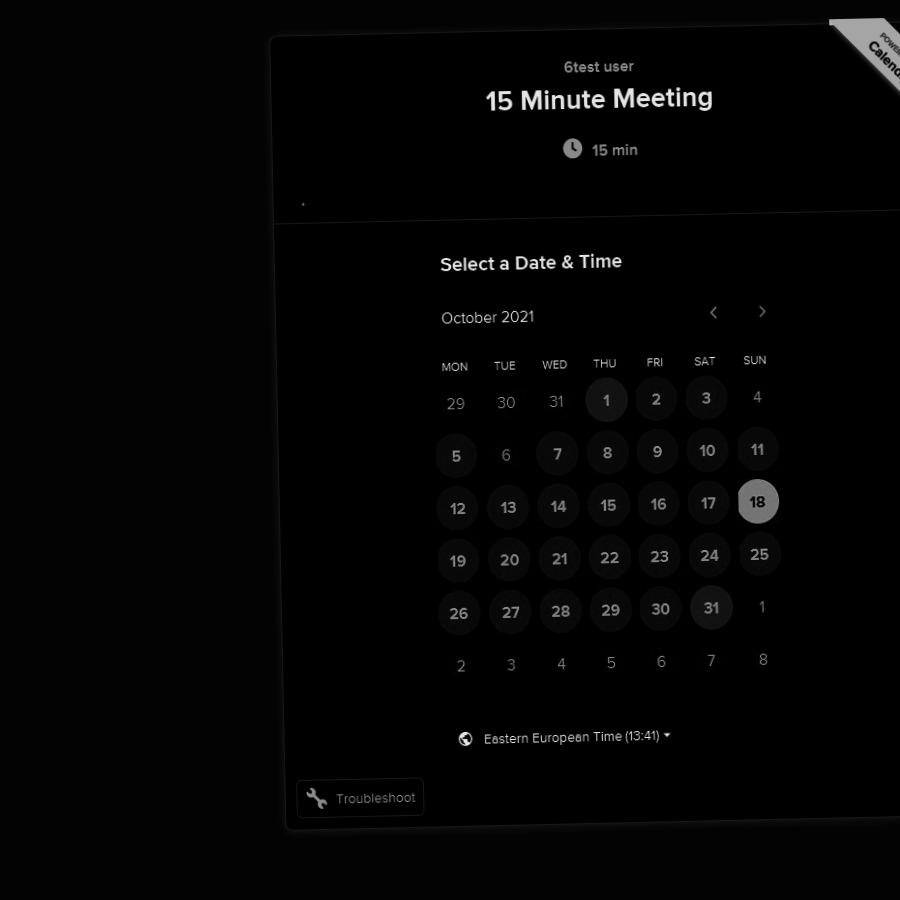 6test user
15 Minute Meeting
15 min
Select a Date & Time
October 2021
MON TUE WED THU FRI SAT SUN
29 30 31 1 2 3 4
5 6 7 8 9 10 11
12 13 14 15 16 17 18
19 20 21 22 23 24 25
26 27 28 29 30 31 1
2 3 4 5 6 7 8
Eastern European Time (13:41)
Troubleshoot